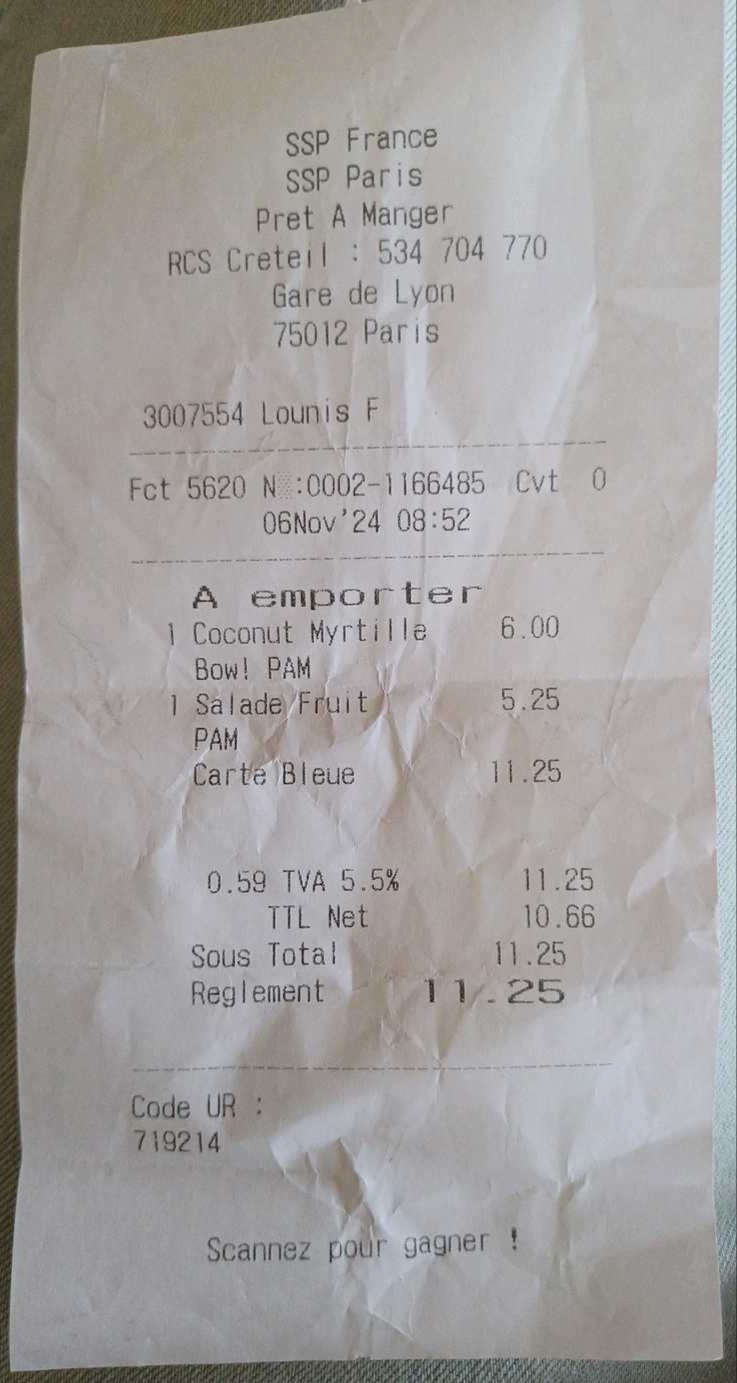 SSP France
SSP Paris
Pret A Manger
RCS Creteil : 534 704 770
Gare de Lyon
75012 Paris
3007554 Lounis F
Fct 5620 N :0002-1166485 Cvt 0
06Nov'24 08:52
A emporter
1 Coconut Myrtille 6.00
Bowl PAM
1 Salade Fruit 5.25
PAM
Carte Bleue 11.25
0.59 TVA 5.5% 11.25
TTL Net 10.66
Sous Total 11.25
Reglement 11.25
Code UR :
719214
Scannez pour gagner !